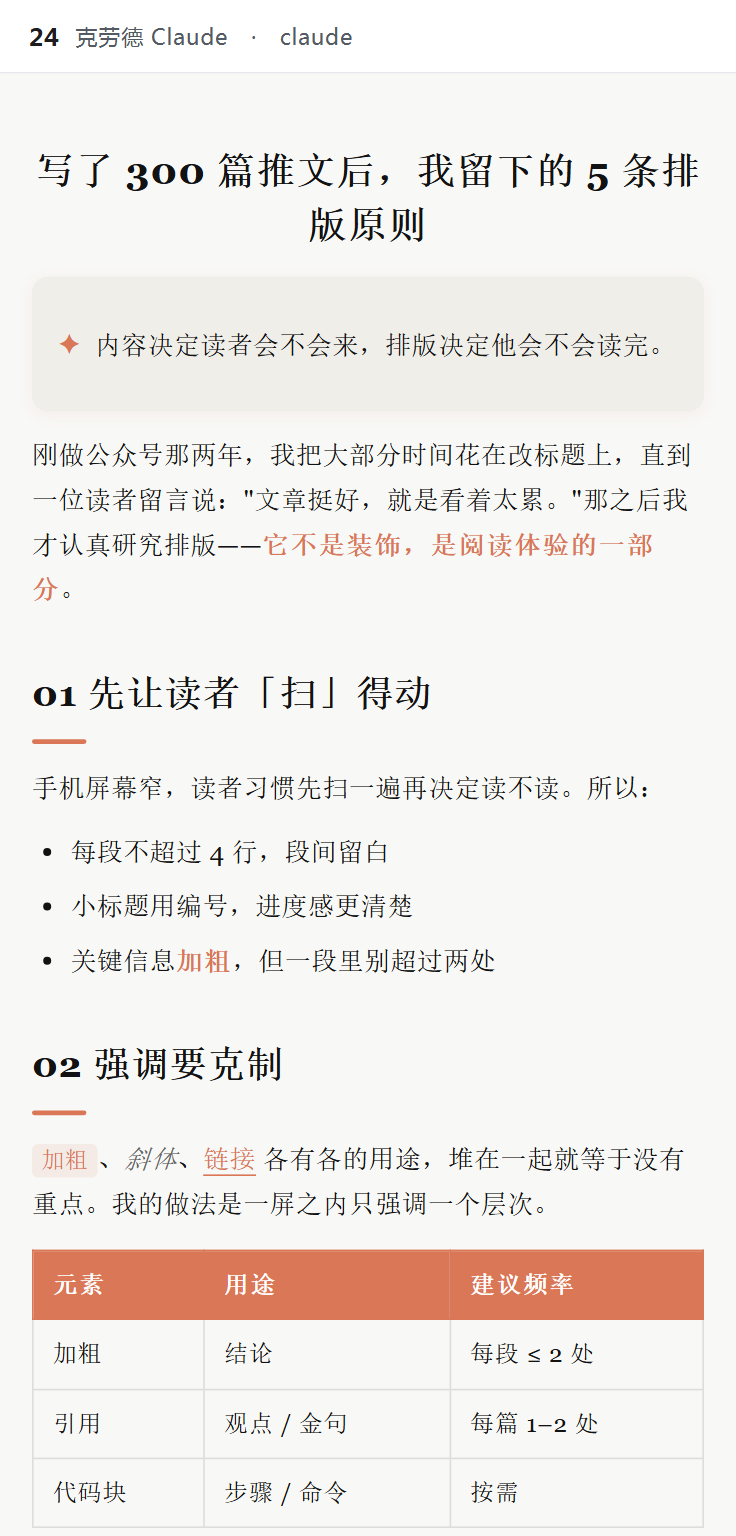 24 克劳德 Claude · claude
写了 300 篇推文后，我留下的 5 条排
版原则
✦ 内容决定读者会不会来，排版决定他会不会读完。
刚做公众号那两年，我把大部分时间花在改标题上，直到
一位读者留言说："文章挺好，就是看着太累。"那之后我
才认真研究排版——它不是装饰，是阅读体验的一部
分。
01 先让读者「扫」得动
手机屏幕窄，读者习惯先扫一遍再决定读不读。所以：
• 每段不超过 4 行，段间留白
• 小标题用编号，进度感更清楚
• 关键信息加粗，但一段里别超过两处
02 强调要克制
加粗、斜体、链接 各有各的用途，堆在一起就等于没有
重点。我的做法是一屏之内只强调一个层次。
元素 用途 建议频率
加粗 结论 每段 ≤ 2 处
引用 观点 / 金句 每篇 1–2 处
代码块 步骤 / 命令 按需